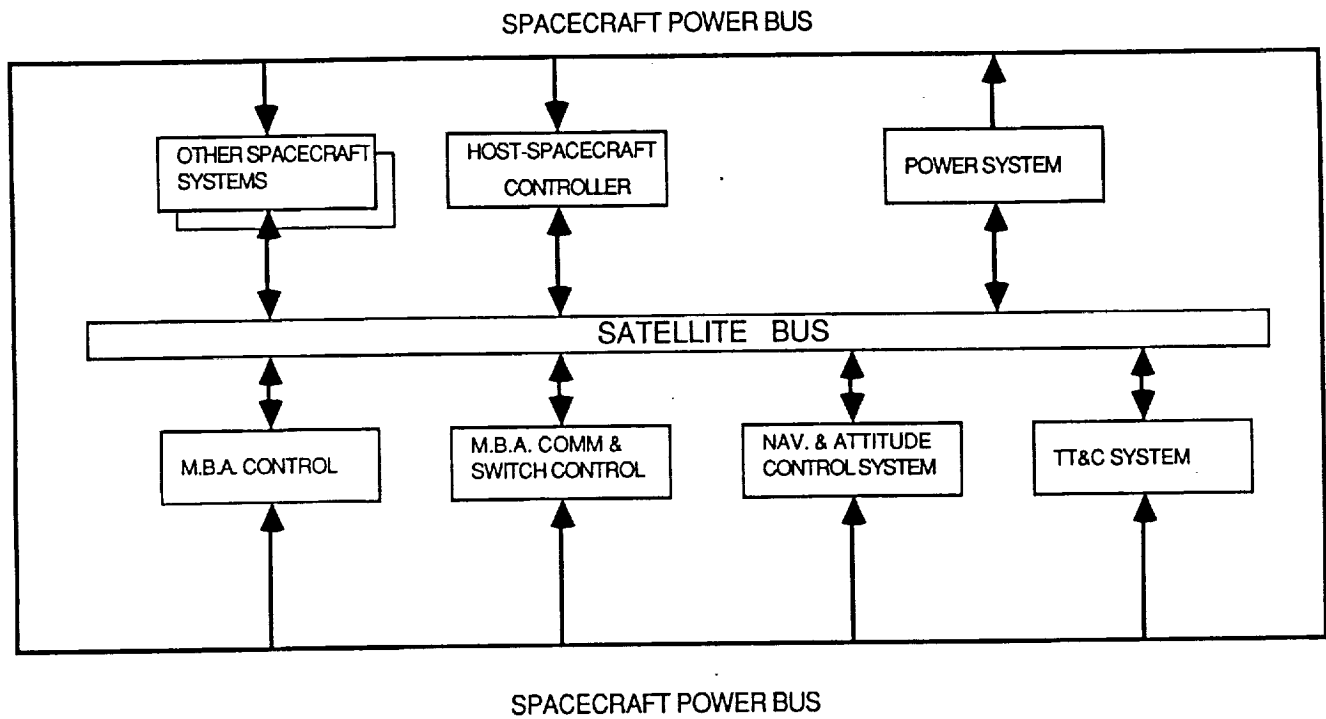 SPACECRAFT POWER BUS
OTHER SPACECRAFT
SYSTEMS
HOST-SPACECRAFT
CONTROLLER
POWER SYSTEM
SATELLITE BUS
M.B.A. CONTROL
M.B.A. COMM &
SWITCH CONTROL
NAV. & ATTITUDE
CONTROL SYSTEM
TT&C SYSTEM
SPACECRAFT POWER BUS